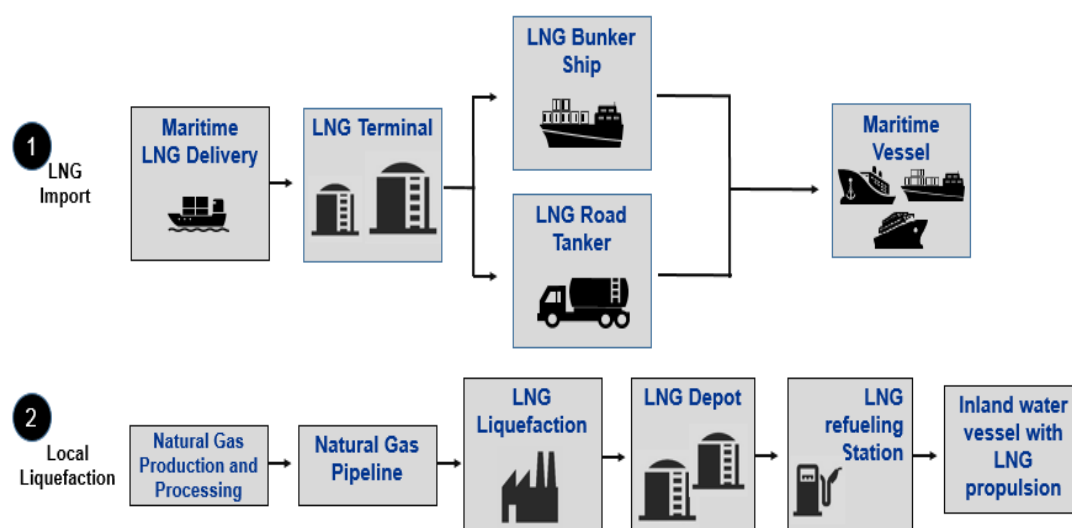 1
LNG
Import
Maritime
LNG Delivery
LNG Terminal
LNG Bunker
Ship
LNG Road
Tanker
Maritime
Vessel
2
Local
Liquefaction
Natural Gas
Production and
Processing
Natural Gas
Pipeline
LNG
Liquefaction
LNG Depot
LNG
refueling
Station
Inland water
vessel with
LNG
propulsion